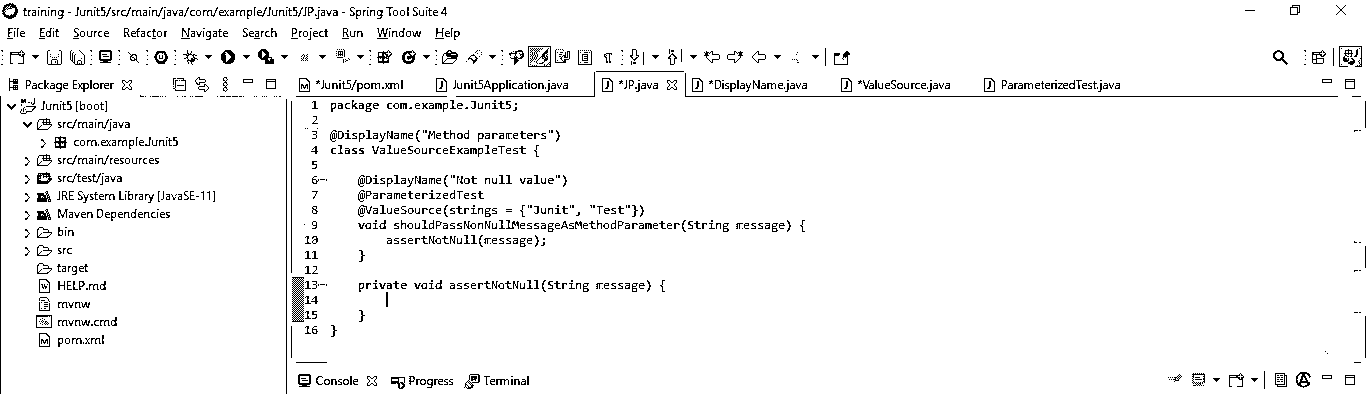 training - Junit5/src/main/java/com/example/Junit5/JP.java - Spring Tool Suite 4
File Edit Source Refactor Navigate Search Project Run Window Help
Package Explorer
*Junit5/pom.xml Junit5Application.java *JP.java *DisplayName.java *ValueSource.java ParameterizedTest.java
Junit5 [boot]
src/main/java
com.example.Junit5
src/main/resources
src/test/java
JRE System Library [JavaSE-11]
Maven Dependencies
bin
src
target
HELP.md
mvnw
mvnw.cmd
pom.xml
1 package com.example.Junit5;
2
3 @DisplayName("Method parameters")
4 class ValueSourceExampleTest {
5
6 @DisplayName("Not null value")
7 @ParameterizedTest
8 @ValueSource(strings = {"Junit", "Test"})
9 void shouldPassNonNullMessageAsMethodParameter(String message) {
10 assertNotNull(message);
11 }
12
13 private void assertNotNull(String message) {
14
15 }
16 }
Console Progress Terminal